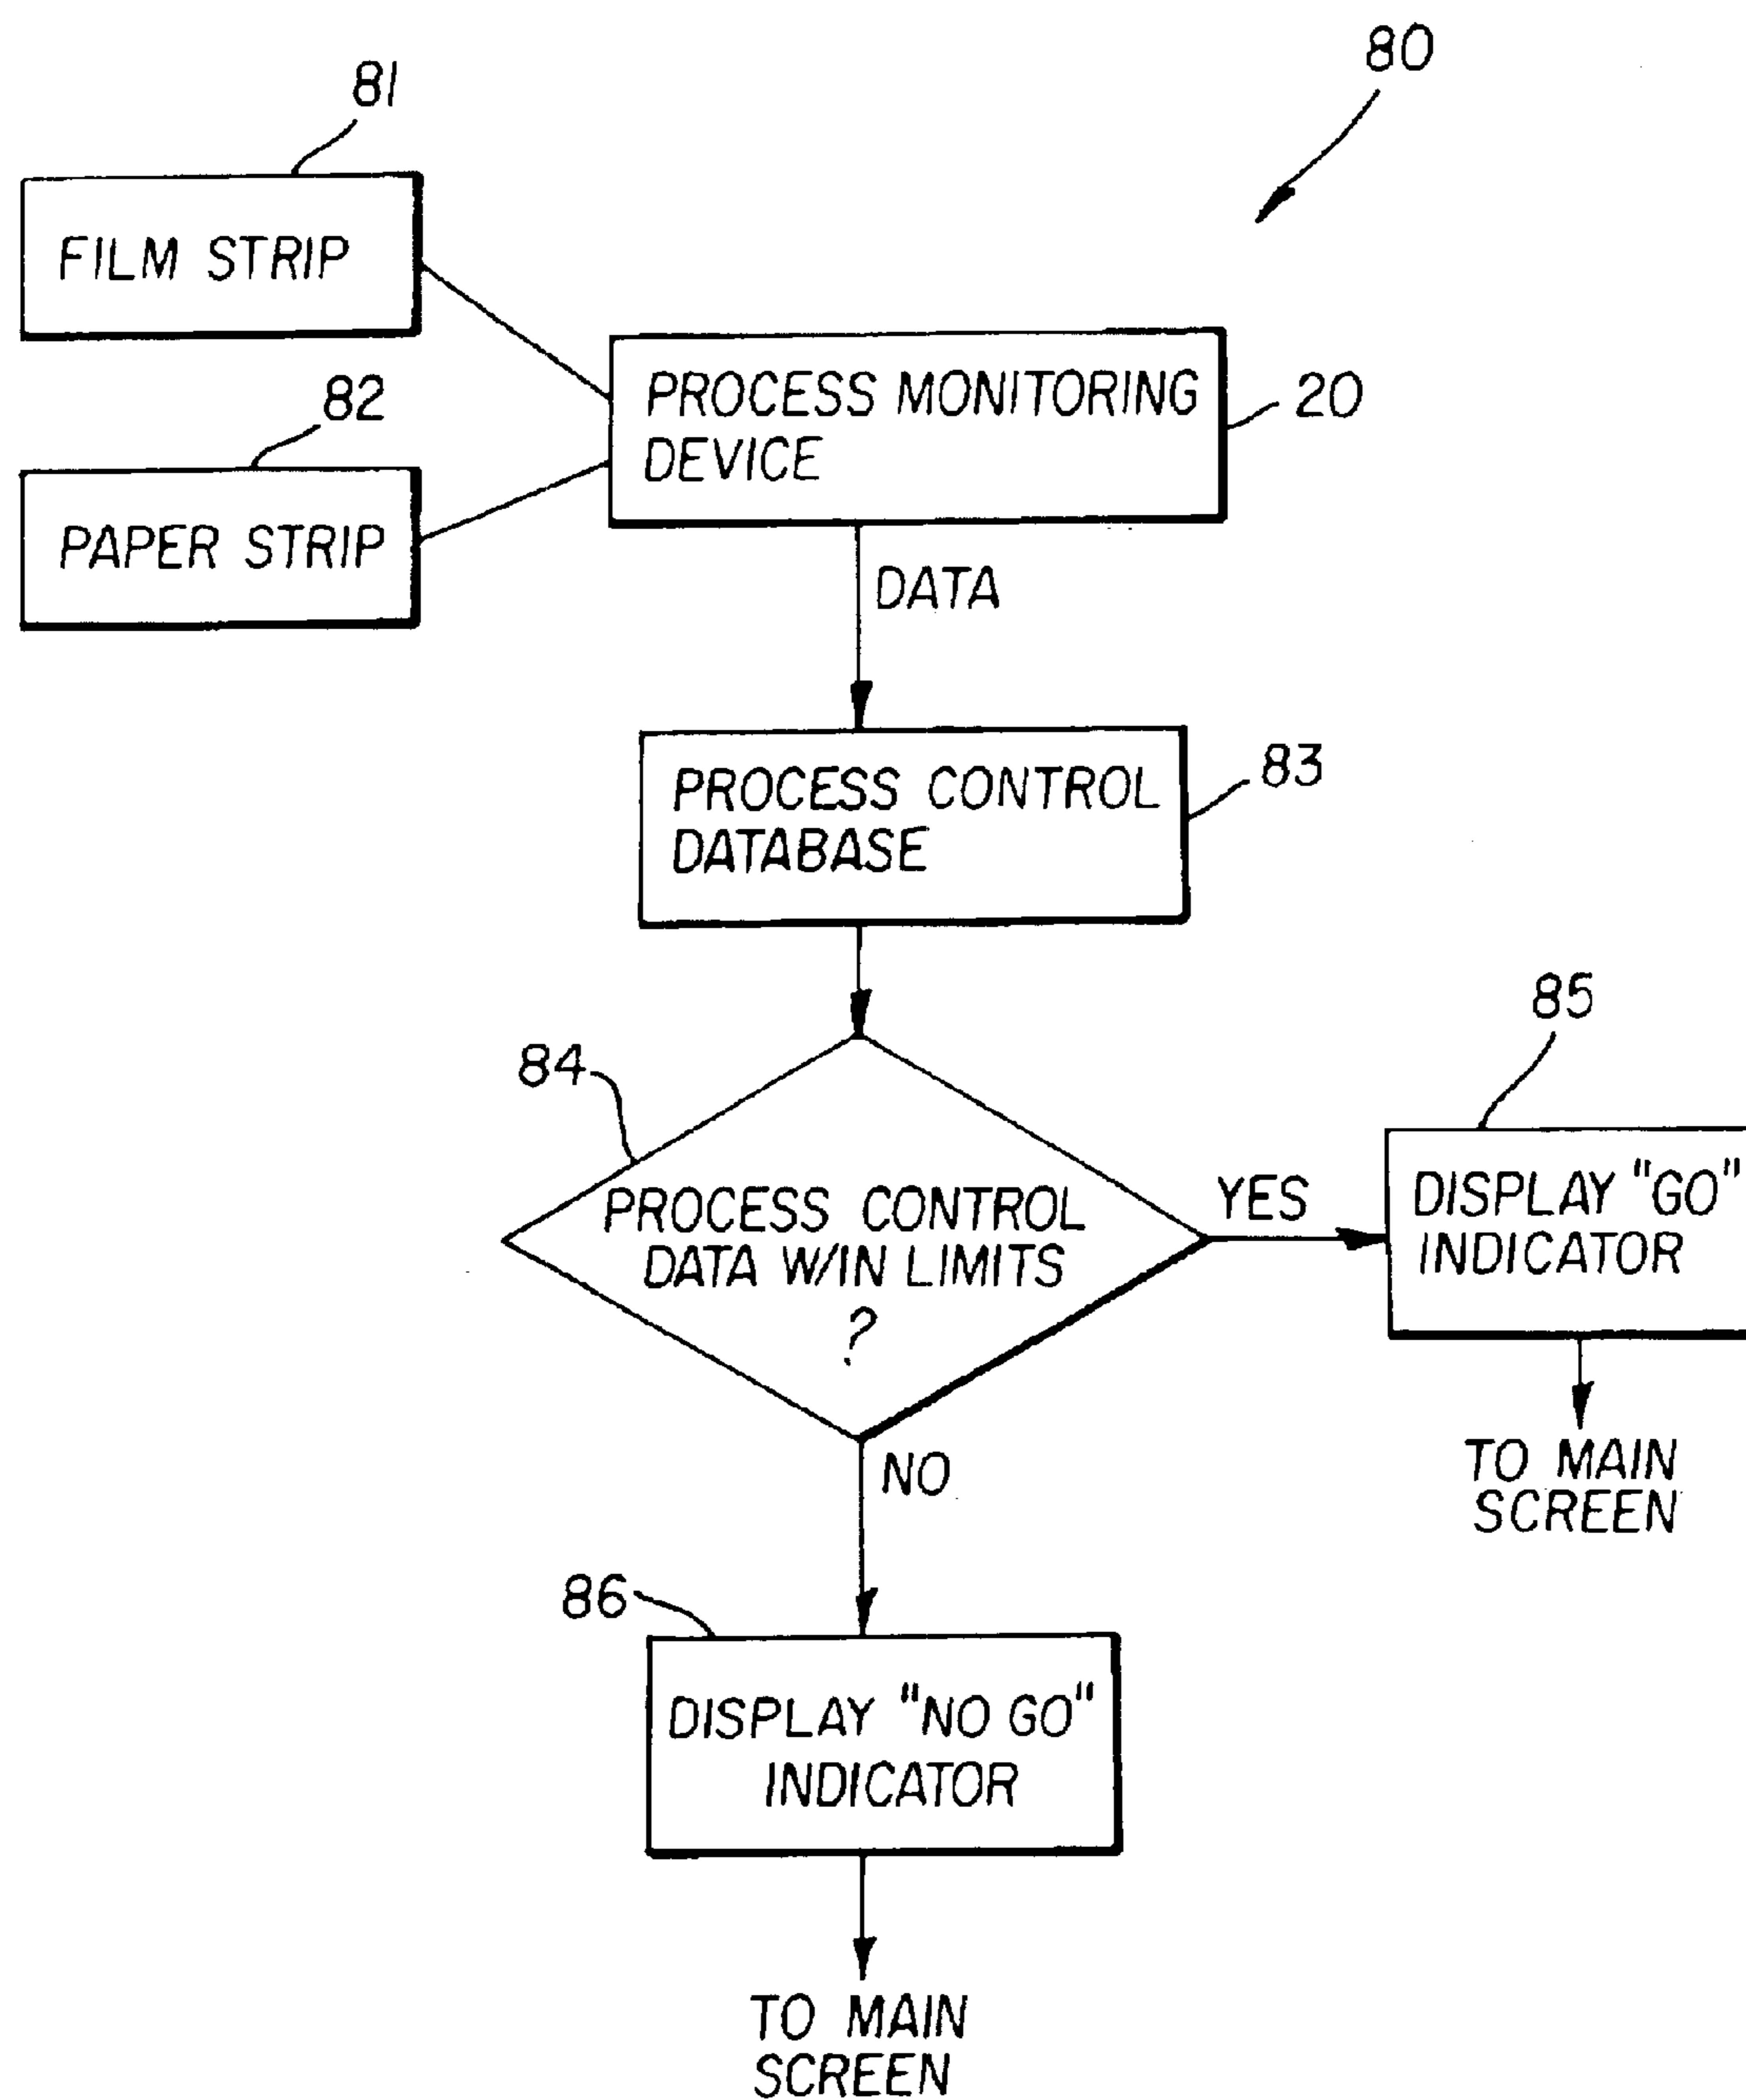 80
81
FILM STRIP
82
PAPER STRIP
PROCESS MONITORING
DEVICE
20
DATA
PROCESS CONTROL
DATABASE
83
84
PROCESS CONTROL
DATA W/IN LIMITS
?
YES
85
DISPLAY "GO"
INDICATOR
TO MAIN
SCREEN
NO
86
DISPLAY "NO GO"
INDICATOR
TO MAIN
SCREEN